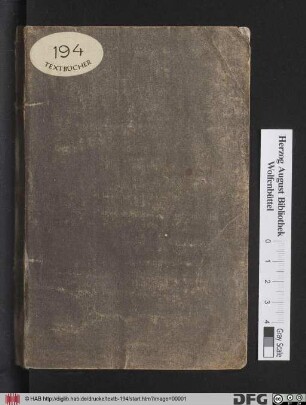 194
TEXTBÜCHER
Herzog August Bibliothek
Wolfenbüttel
0 1 2 3 4
Gray Scale
© HAB http://diglib.hab.de/drucke/textb-194/start.htm?image=00001
DFG